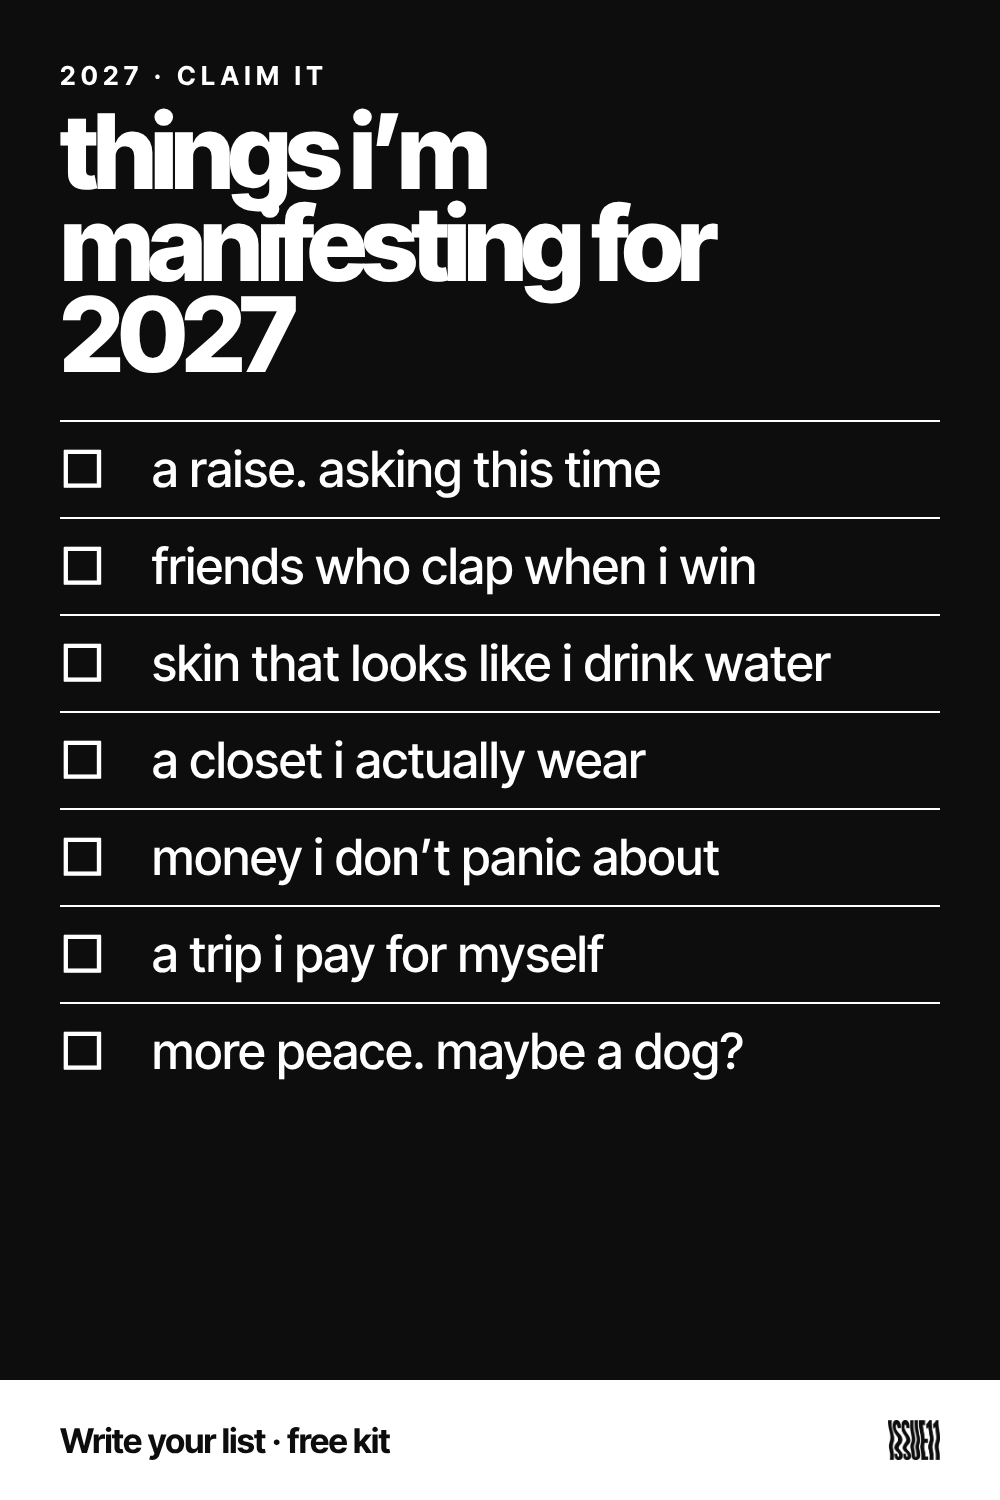 2027 · CLAIM IT
things i’m
manifesting for
2027
a raise. asking this time
friends who clap when i win
skin that looks like i drink water
a closet i actually wear
money i don’t panic about
a trip i pay for myself
more peace. maybe a dog?
Write your list · free kit
ISSUE11